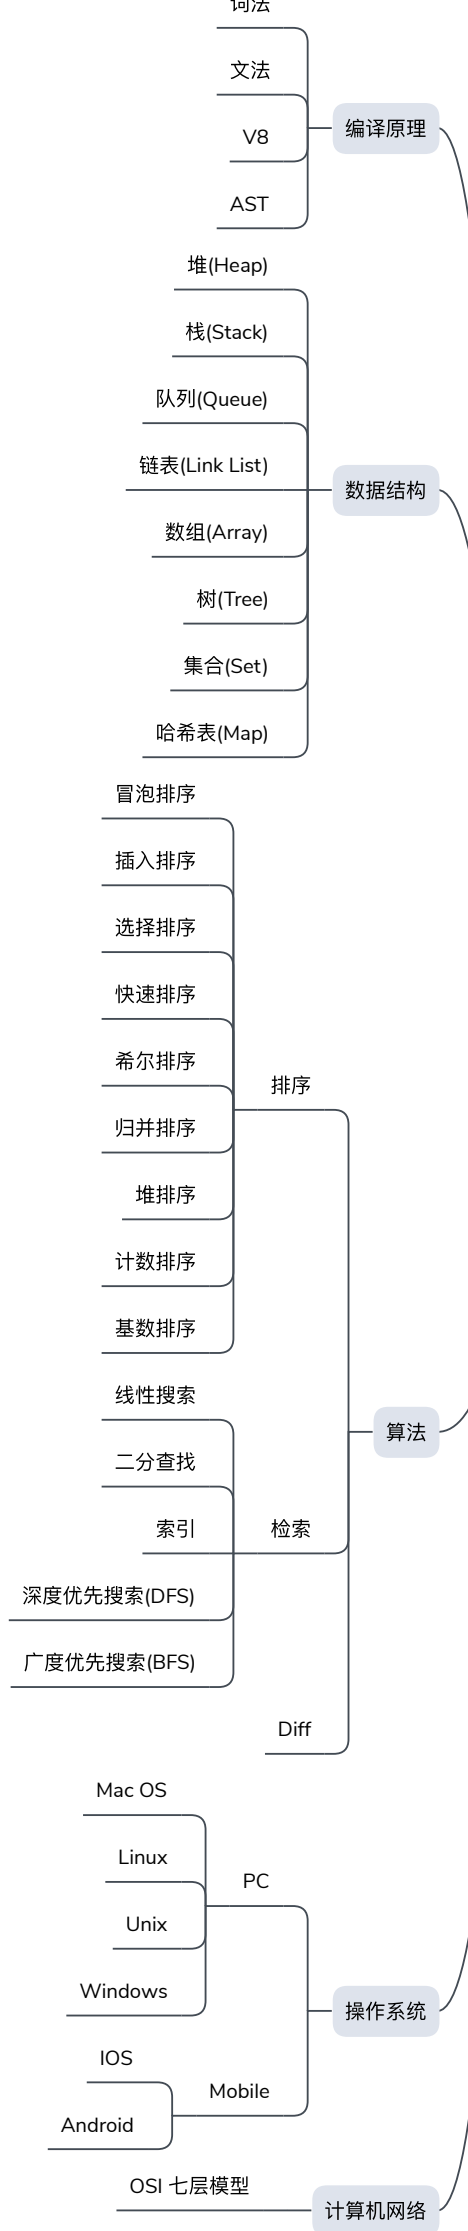 词法
文法
编译原理
V8
AST
堆(Heap)
栈(Stack)
队列(Queue)
链表(Link List)
数据结构
数组(Array)
树(Tree)
集合(Set)
哈希表(Map)
冒泡排序
插入排序
选择排序
快速排序
希尔排序
排序
归并排序
堆排序
计数排序
基数排序
线性搜索
算法
二分查找
索引
检索
深度优先搜索(DFS)
广度优先搜索(BFS)
Diff
Mac OS
Linux
PC
Unix
Windows
操作系统
IOS
Mobile
Android
OSI 七层模型
计算机网络